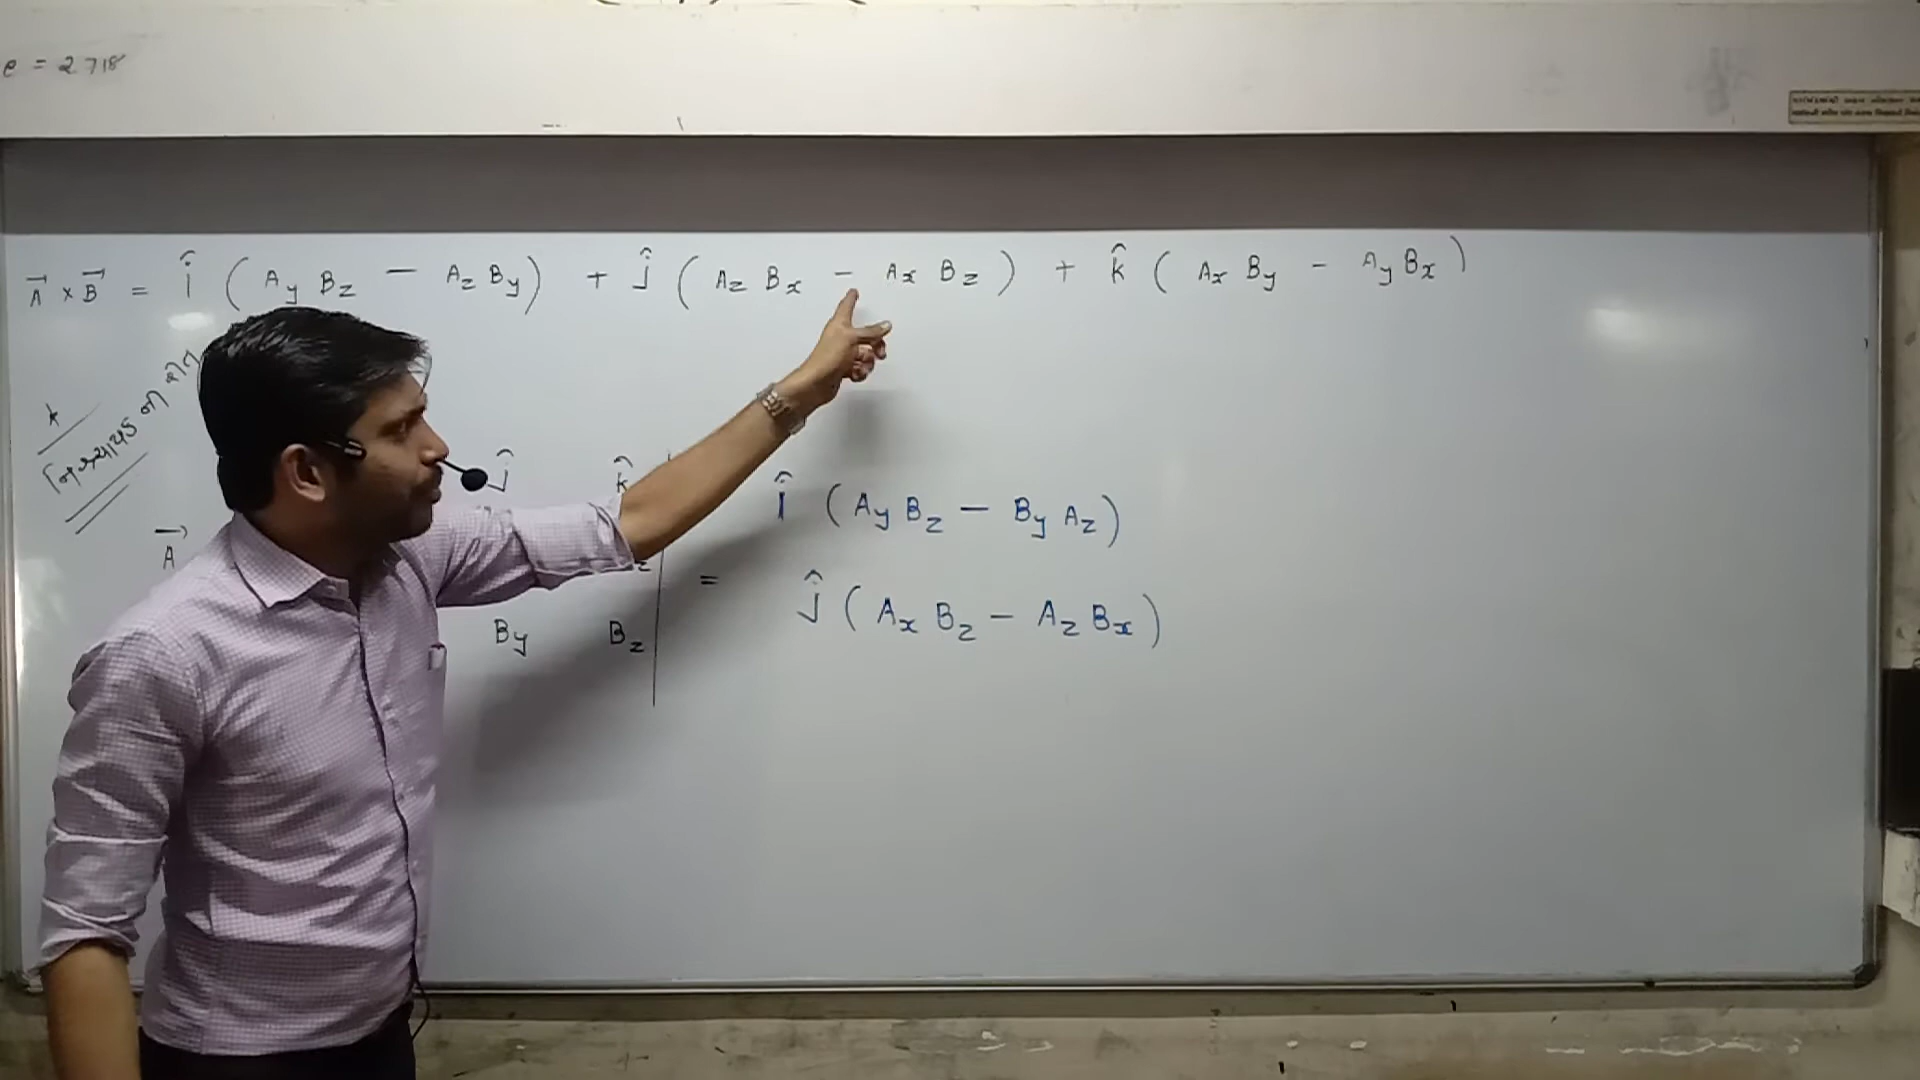 e = 2.718
A⃗ × B⃗ = î ( Ay Bz − Az By ) + ĵ ( Az Bx − Ax Bz ) + k̂ ( Ax By − Ay Bx )
ĵ k̂
î ( Ay Bz − By Az )
A⃗ =
ĵ ( Ax Bz − Az Bx )
By Bz